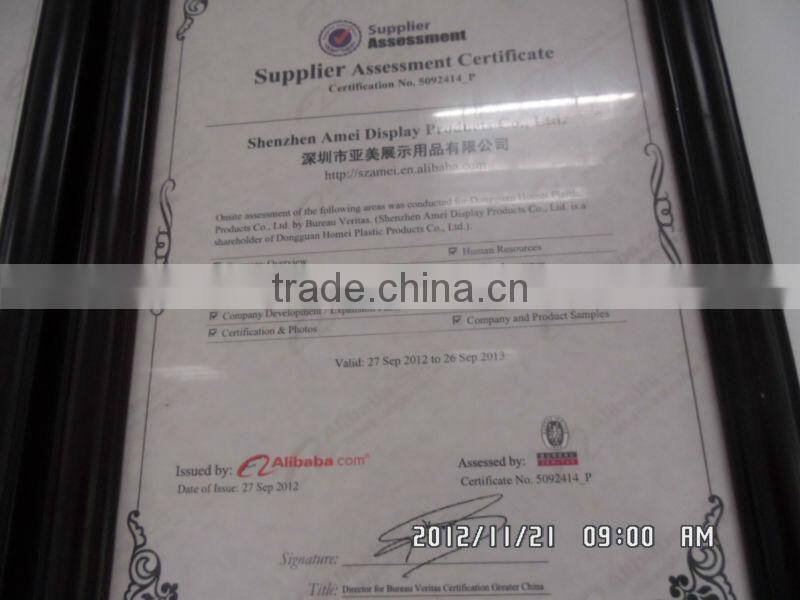 Supplier
Assessment
Supplier Assessment Certificate
Certification No. 5092414_P
Shenzhen Amei Display Products Co., Ltd.
深圳市亚美展示用品有限公司
http://szamei.en.alibaba.com
Onsite assessment of the following areas was conducted for Dongguan Homei Plastic
Products Co., Ltd. by Bureau Veritas. (Shenzhen Amei Display Products Co., Ltd. is a
shareholder of Dongguan Homei Plastic Products Co., Ltd.):
Overview
Human Resources
trade.china.cn
Company Development / Expansion
Company and Product Samples
Certification & Photos
Valid: 27 Sep 2012 to 26 Sep 2013
Issued by: Alibaba.com®
Assessed by: BUREAU VERITAS
Date of Issue: 27 Sep 2012
Certificate No. 5092414_P
2012/11/21 09:00 AM
Signature:
Title: Director for Bureau Veritas Certification Greater China